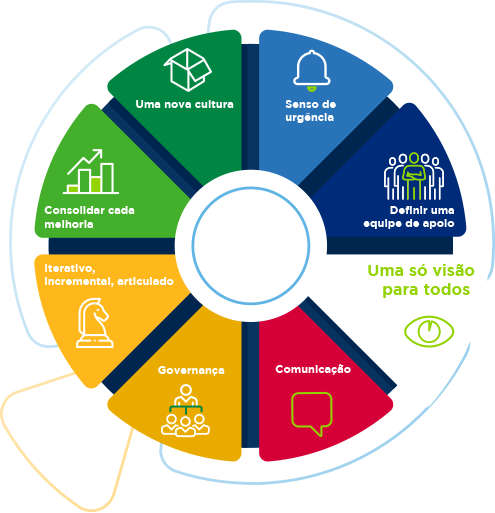 Uma nova cultura
Senso de
urgência
Definir uma
equipe de apoio
Uma só visão
para todos
Comunicação
Governança
Iterativo,
incremental, articulado
Consolidar cada
melhoria